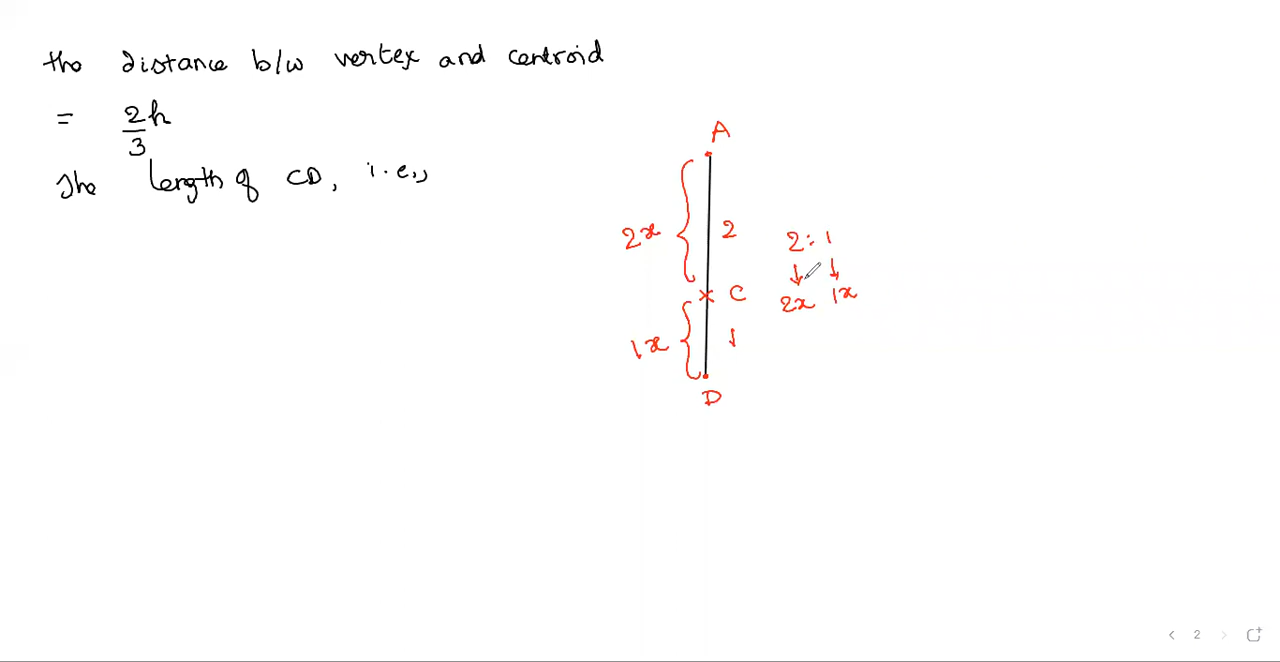 the distance b/w vertex and centroid
= 2h/3
The length of CD, i.e.,
A
2x
2
2:1
↓ ↓
2x 1x
C
1x
1
D
2